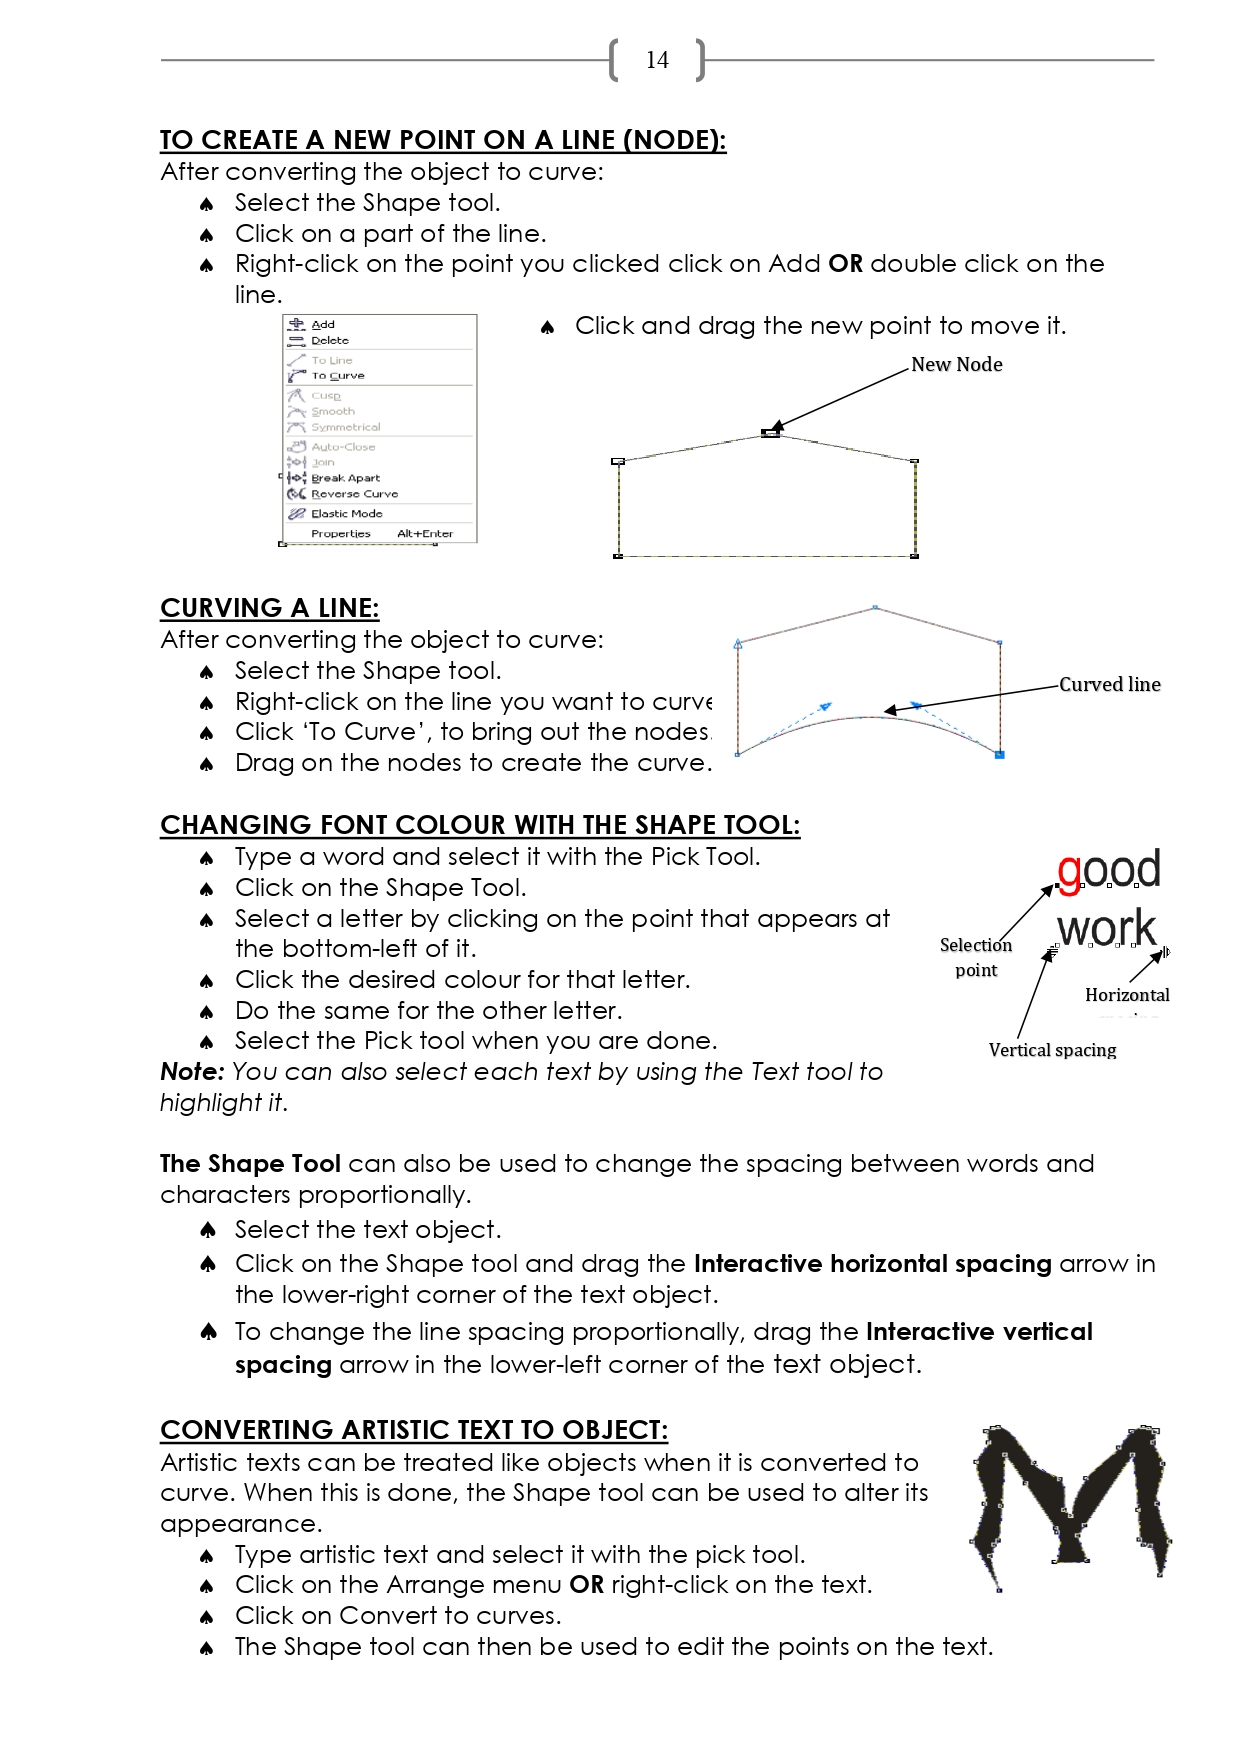 14
TO CREATE A NEW POINT ON A LINE (NODE):
After converting the object to curve:
♠ Select the Shape tool.
♠ Click on a part of the line.
♠ Right-click on the point you clicked click on Add OR double click on the
line.
Add
Delete
To Line
To Curve
Cusp
Smooth
Symmetrical
Auto-Close
Join
Break Apart
Reverse Curve
Elastic Mode
Properties Alt+Enter
♠ Click and drag the new point to move it.
New Node
CURVING A LINE:
After converting the object to curve:
♠ Select the Shape tool.
♠ Right-click on the line you want to curve
♠ Click ‘To Curve’, to bring out the nodes.
♠ Drag on the nodes to create the curve.
Curved line
CHANGING FONT COLOUR WITH THE SHAPE TOOL:
♠ Type a word and select it with the Pick Tool.
♠ Click on the Shape Tool.
♠ Select a letter by clicking on the point that appears at
the bottom-left of it.
♠ Click the desired colour for that letter.
♠ Do the same for the other letter.
♠ Select the Pick tool when you are done.
Note: You can also select each text by using the Text tool to
highlight it.
good
work
Selection
point
Horizontal
Vertical spacing
The Shape Tool can also be used to change the spacing between words and
characters proportionally.
♠ Select the text object.
♠ Click on the Shape tool and drag the Interactive horizontal spacing arrow in
the lower-right corner of the text object.
♠ To change the line spacing proportionally, drag the Interactive vertical
spacing arrow in the lower-left corner of the text object.
CONVERTING ARTISTIC TEXT TO OBJECT:
Artistic texts can be treated like objects when it is converted to
curve. When this is done, the Shape tool can be used to alter its
appearance.
♠ Type artistic text and select it with the pick tool.
♠ Click on the Arrange menu OR right-click on the text.
♠ Click on Convert to curves.
♠ The Shape tool can then be used to edit the points on the text.
M